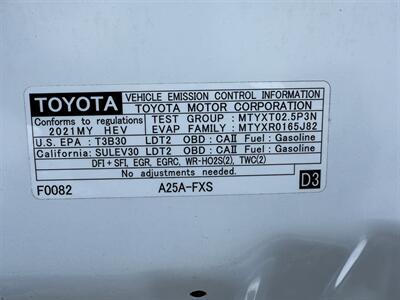 TOYOTA VEHICLE EMISSION CONTROL INFORMATION
TOYOTA MOTOR CORPORATION
Conforms to regulations TEST GROUP : MTYXT02.5P3N
2021MY HEV EVAP FAMILY : MTYXR0165J82
U.S. EPA : T3B30 LDT2 OBD : CAII Fuel : Gasoline
California: SULEV30 LDT2 OBD : CAII Fuel : Gasoline
DFI + SFI, EGR, EGRC, WR-HO2S(2), TWC(2)
No adjustments needed.
F0082 A25A-FXS D3